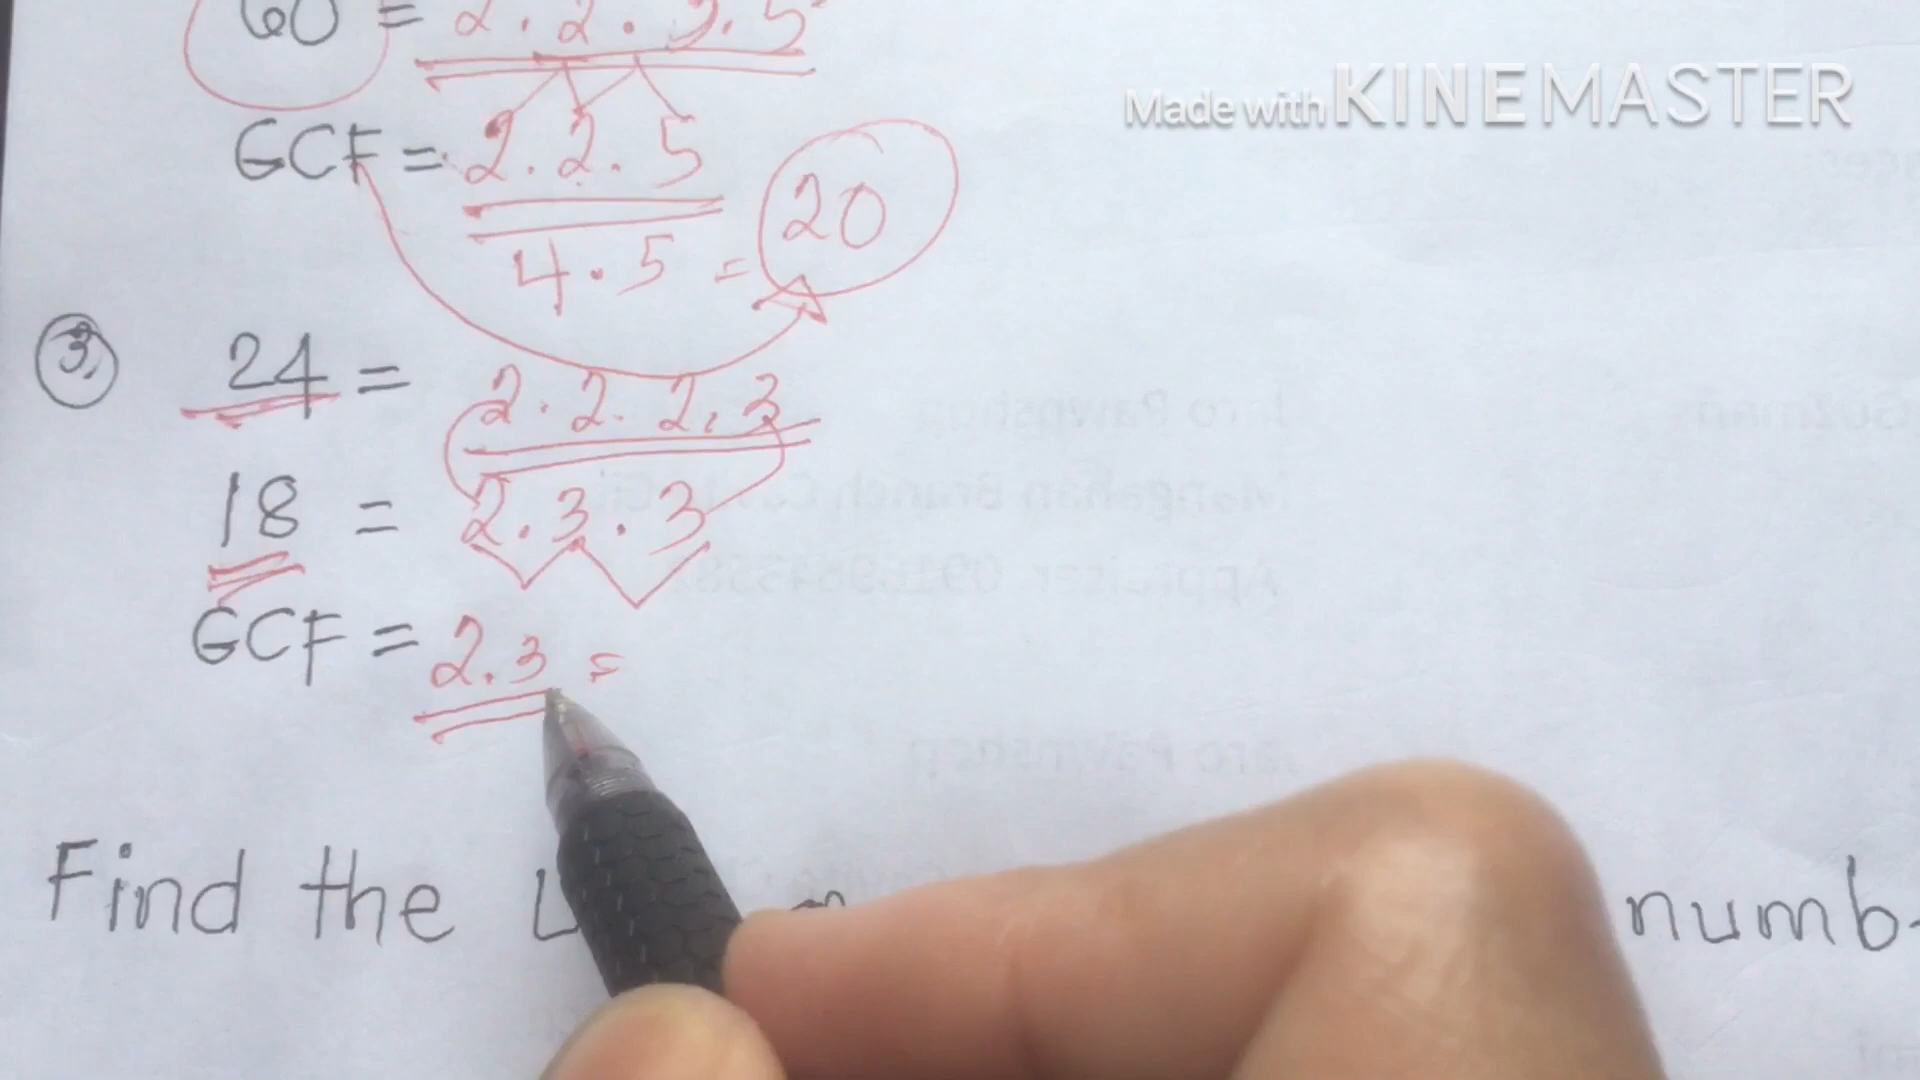 60 = 2 . 2 . 3 . 5
Made with KINEMASTER
GCF = 2 . 2 . 5
20
4 . 5 =
3, 24 = 2 . 2 . 2 . 3
18 = 2 . 3 . 3
GCF = 2 . 3 =
Find the numb